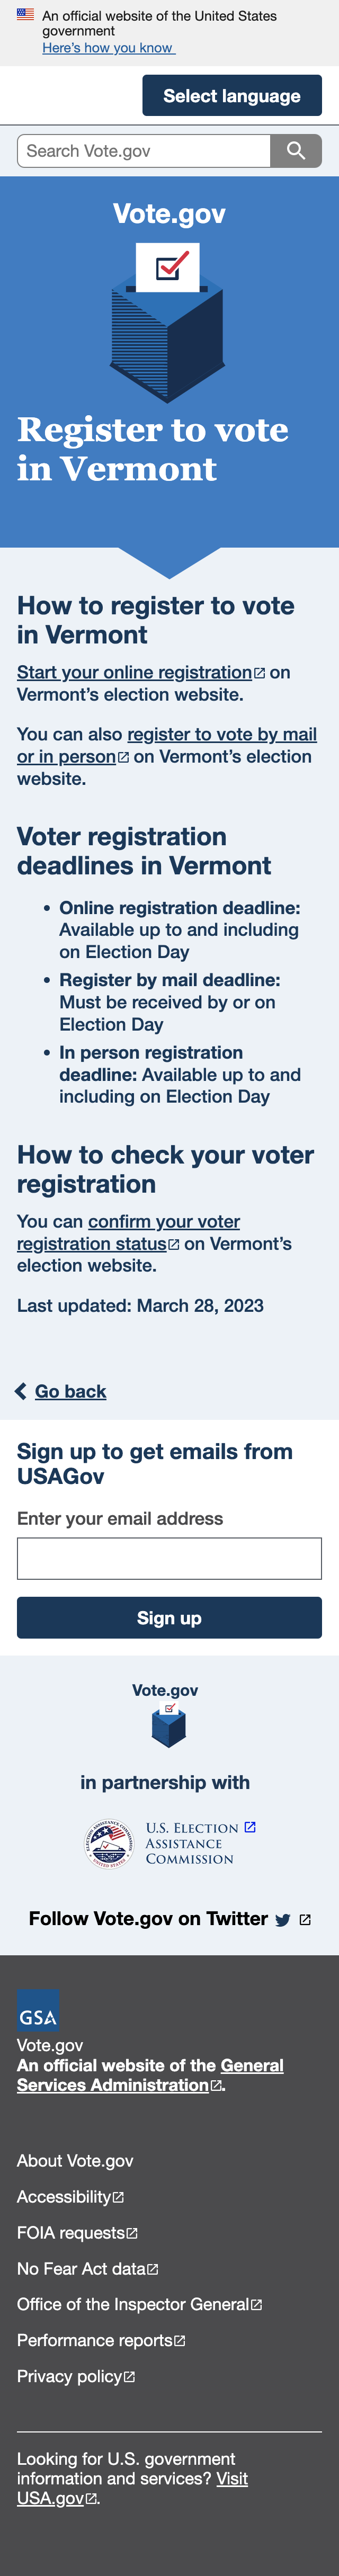 An official website of the United States
government
Here's how you know
Select language
Search Vote.gov
Vote.gov
Register to vote
in Vermont
How to register to vote
in Vermont
Start your online registration on
Vermont's election website.
You can also register to vote by mail
or in person on Vermont's election
website.
Voter registration
deadlines in Vermont
• Online registration deadline:
Available up to and including
on Election Day
• Register by mail deadline:
Must be received by or on
Election Day
• In person registration
deadline: Available up to and
including on Election Day
How to check your voter
registration
You can confirm your voter
registration status on Vermont's
election website.
Last updated: March 28, 2023
Go back
Sign up to get emails from
USAGov
Enter your email address
Sign up
Vote.gov
in partnership with
U.S. Election
Assistance
Commission
Follow Vote.gov on Twitter
GSA
Vote.gov
An official website of the General
Services Administration.
About Vote.gov
Accessibility
FOIA requests
No Fear Act data
Office of the Inspector General
Performance reports
Privacy policy
Looking for U.S. government
information and services? Visit
USA.gov.